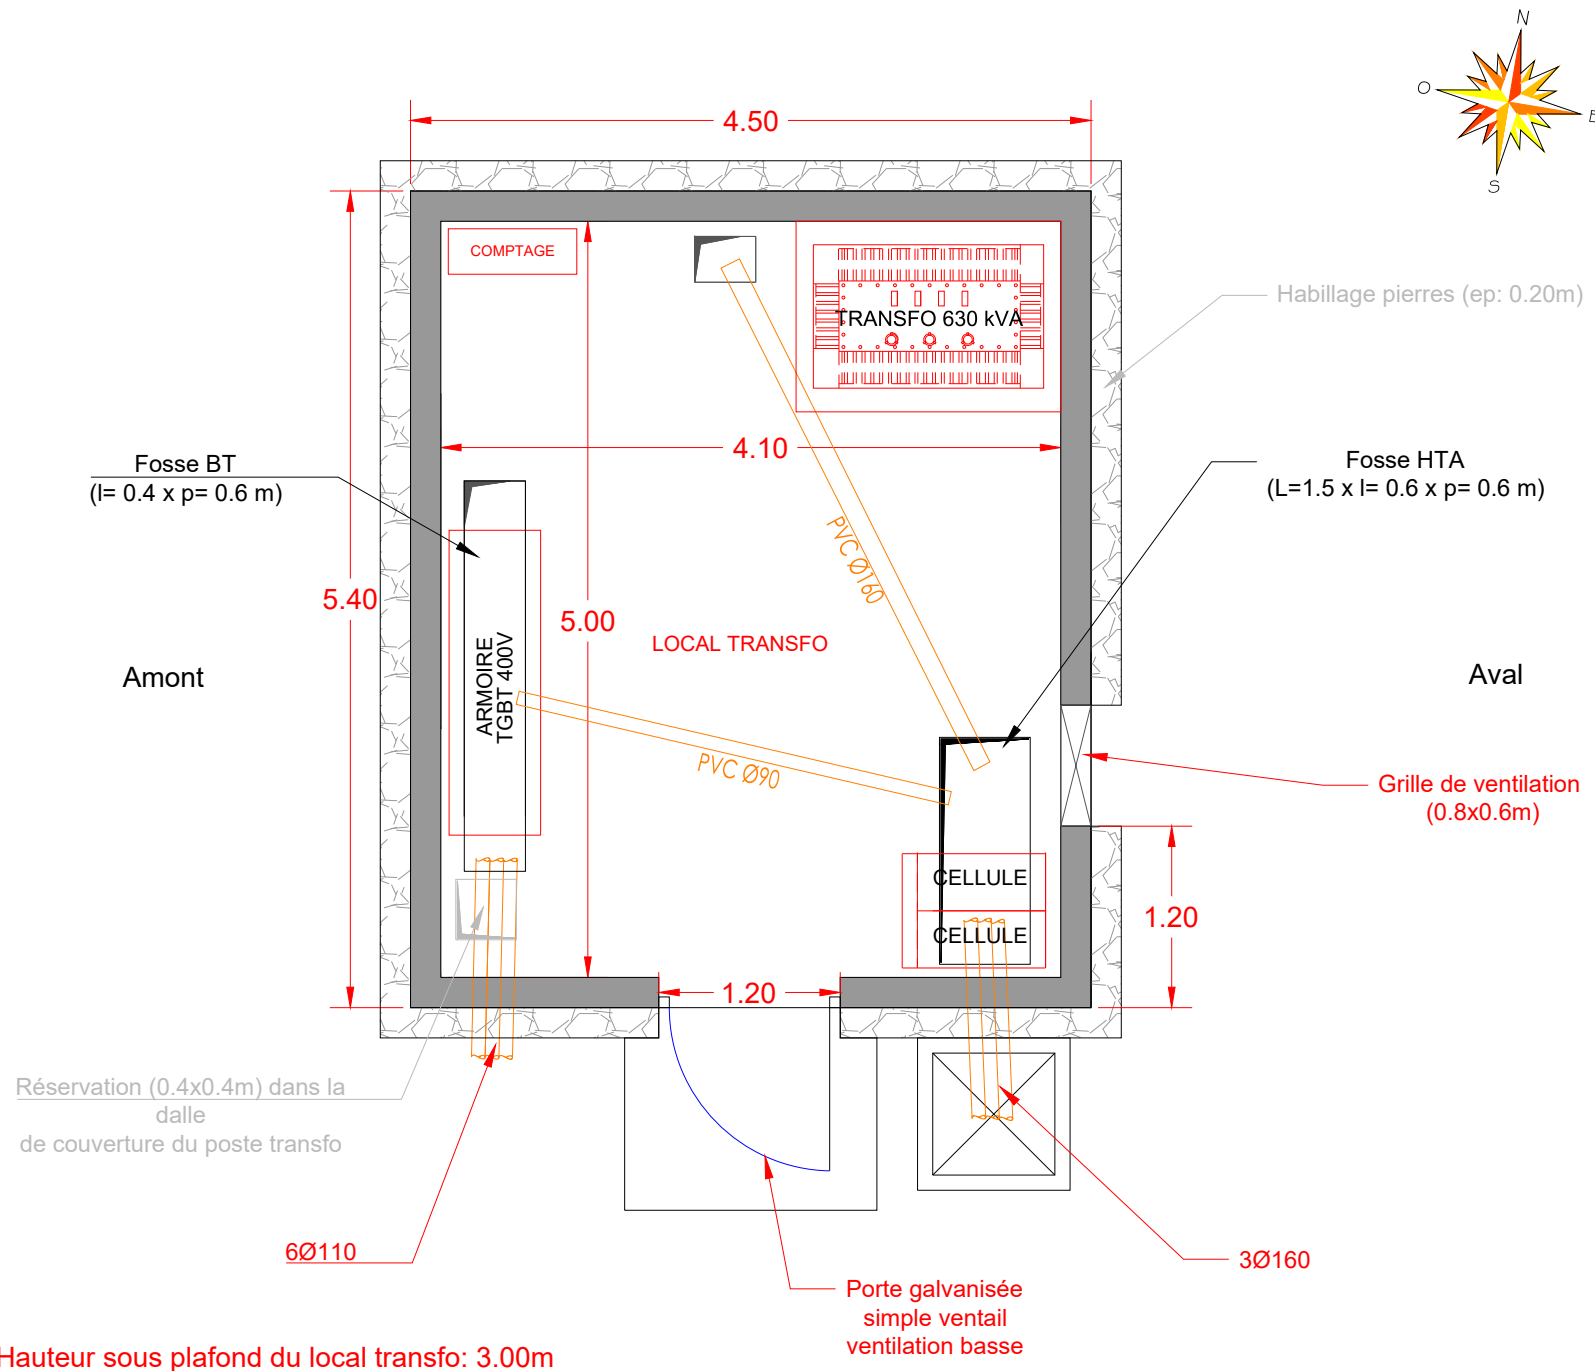 N
O
E
S
4.50
COMPTAGE
TRANSFO 630 kVA
Habillage pierres (ep: 0.20m)
4.10
Fosse BT
(l= 0.4 x p= 0.6 m)
Fosse HTA
(L=1.5 x l= 0.6 x p= 0.6 m)
PVC Ø160
5.40
5.00
LOCAL TRANSFO
ARMOIRE
TGBT 400V
Amont
Aval
PVC Ø90
Grille de ventilation
(0.8x0.6m)
CELLULE
CELLULE
1.20
1.20
Réservation (0.4x0.4m) dans la
dalle
de couverture du poste transfo
6Ø110
3Ø160
Porte galvanisée
simple ventail
ventilation basse
Hauteur sous plafond du local transfo: 3.00m